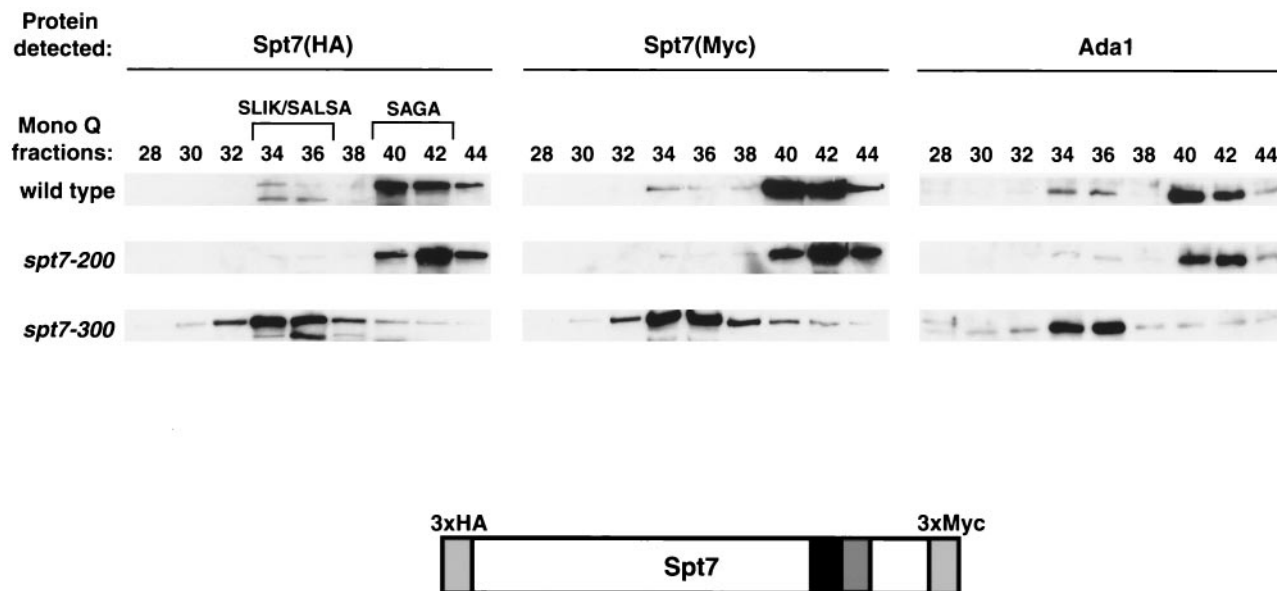 Protein detected:
Spt7(HA)
Spt7(Myc)
Ada1
SLIK/SALSA
SAGA
Mono Q fractions:
28 30 32 34 36 38 40 42 44
28 30 32 34 36 38 40 42 44
28 30 32 34 36 38 40 42 44
wild type
spt7-200
spt7-300
3xHA
3xMyc
Spt7